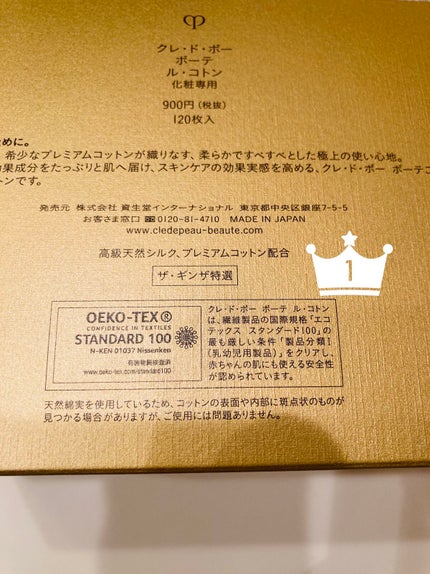 クレ・ド・ポー
ボーテ
ル・コトン
化粧専用
900円(税抜)
120枚入
ために。
希少なプレミアムコットンが織りなす、柔らかですべすべとした極上の使い心地。
効果成分をたっぷりと肌へ届け、スキンケアの効果実感を高める、クレ・ド・ポー ボーテコ
トンです。
発売元 株式会社 資生堂インターナショナル 東京都中央区銀座7-5-5
お客さま窓口 0120-81-4710 MADE IN JAPAN
www.cledepeau-beaute.com
高級天然シルク、プレミアムコットン配合
ザ・ギンザ特選
1
OEKO-TEX®
CONFIDENCE IN TEXTILES
STANDARD 100
N-KEN 01037 Nissenken
有害物質検査済
www.oeko-tex.com/standard100
クレ・ド・ポー ボーテ ル・コトン
は、繊維製品の国際規格「エコ
テックス スタンダード100」の
最も厳しい条件「製品分類I
(乳幼児用製品)」をクリアし、
赤ちゃんの肌にも使える安全性
が認められています。
天然綿実を使用しているため、コットンの表面や内部に斑点状のものが
見つかる場合がありますが、ご使用には問題ありません。